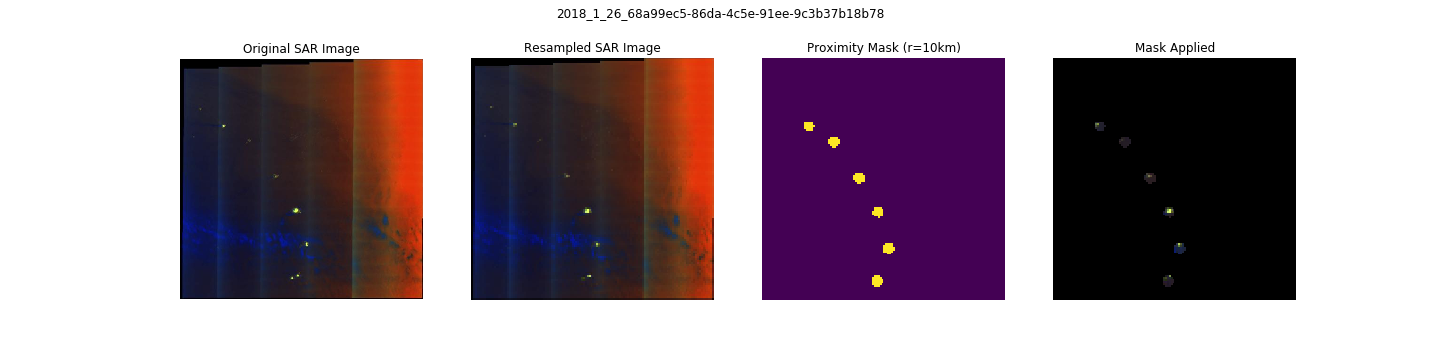 2018_1_26_68a99ec5-86da-4c5e-91ee-9c3b37b18b78
Original SAR Image
Resampled SAR Image
Proximity Mask (r=10km)
Mask Applied